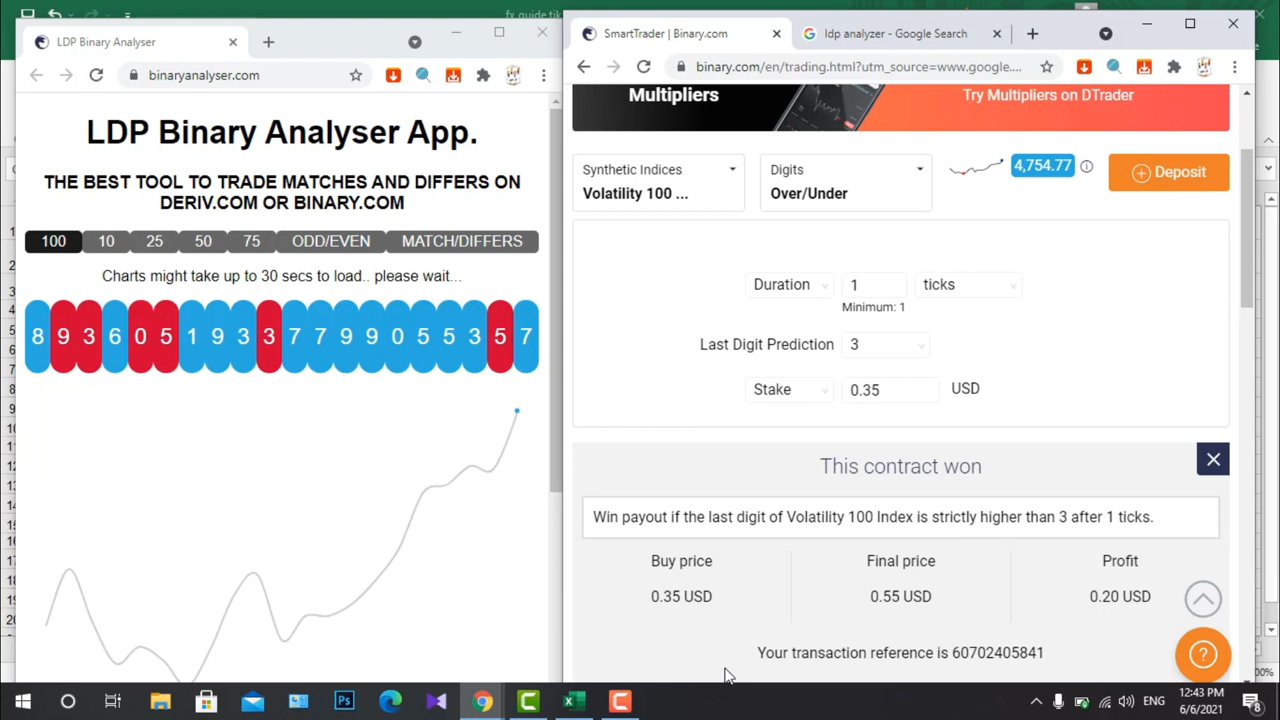 fx guide.tik
LDP Binary Analyser
binaryanalyser.com
LDP Binary Analyser App.
THE BEST TOOL TO TRADE MATCHES AND DIFFERS ON
DERIV.COM OR BINARY.COM
100 10 25 50 75 ODD/EVEN MATCH/DIFFERS
Charts might take up to 30 secs to load.. please wait...
8 9 3 6 0 5 1 9 3 3 7 7 9 9 0 5 5 3 5 7
SmartTrader | Binary.com
ldp analyzer - Google Search
binary.com/en/trading.html?utm_source=www.google....
Multipliers
Try Multipliers on DTrader
Synthetic Indices
Volatility 100 ...
Digits
Over/Under
4,754.77
Deposit
Duration 1 ticks
Minimum: 1
Last Digit Prediction 3
Stake 0.35 USD
This contract won
Win payout if the last digit of Volatility 100 Index is strictly higher than 3 after 1 ticks.
Buy price Final price Profit
0.35 USD 0.55 USD 0.20 USD
Your transaction reference is 60702405841
?
Ps
ENG
12:43 PM
6/6/2021
8